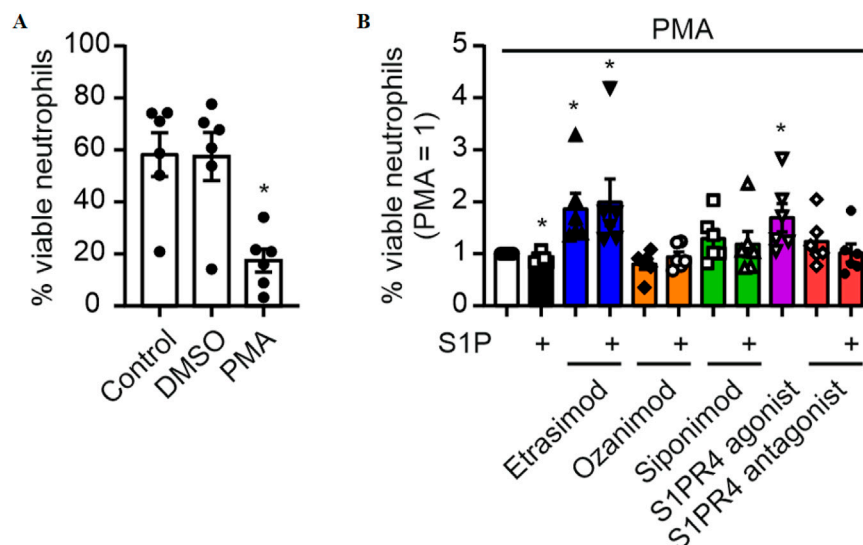 A
% viable neutrophils
100
80
60
40
20
0
*
Control
DMSO
PMA
B
PMA
% viable neutrophils
(PMA = 1)
5
4
3
2
1
0
*
*
*
*
S1P
+
+
+
+
+
Etrasimod
Ozanimod
Siponimod
S1PR4 agonist
S1PR4 antagonist